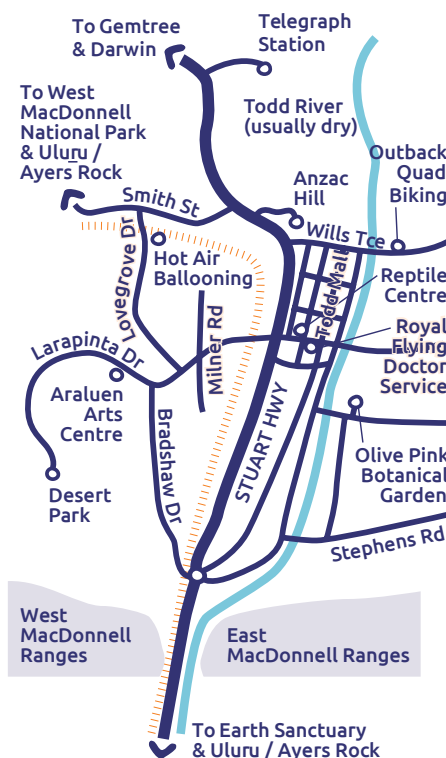 To Gemtree
& Darwin
Telegraph
Station
To West
MacDonnell
National Park
& Uluru /
Ayers Rock
Todd River
(usually dry)
Outback
Quad
Biking
Anzac
Hill
Smith St
Wills Tce
Lovegrove Dr
Hot Air
Ballooning
Todd Mall
Reptile
Centre
Milner Rd
Royal
Flying
Doctor
Service
Larapinta Dr
Araluen
Arts
Centre
Bradshaw Dr
STUART HWY
Olive Pink
Botanical
Garden
Desert
Park
Stephens Rd
West
MacDonnell
Ranges
East
MacDonnell Ranges
To Earth Sanctuary
& Uluru / Ayers Rock